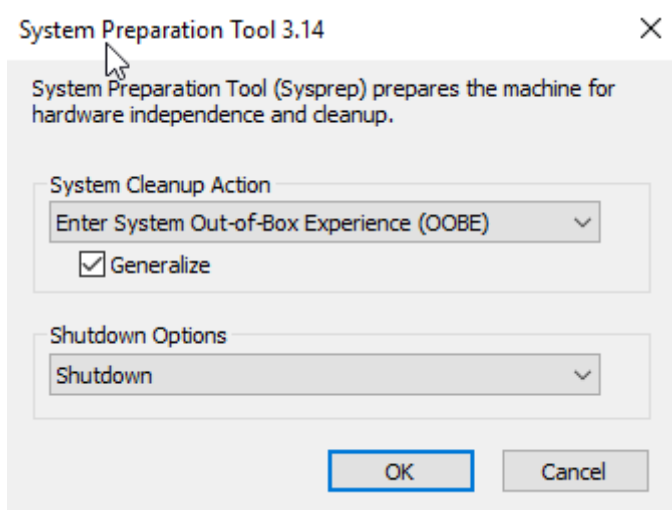 System Preparation Tool 3.14
System Preparation Tool (Sysprep) prepares the machine for
hardware independence and cleanup.
System Cleanup Action
Enter System Out-of-Box Experience (OOBE)
Generalize
Shutdown Options
Shutdown
OK
Cancel